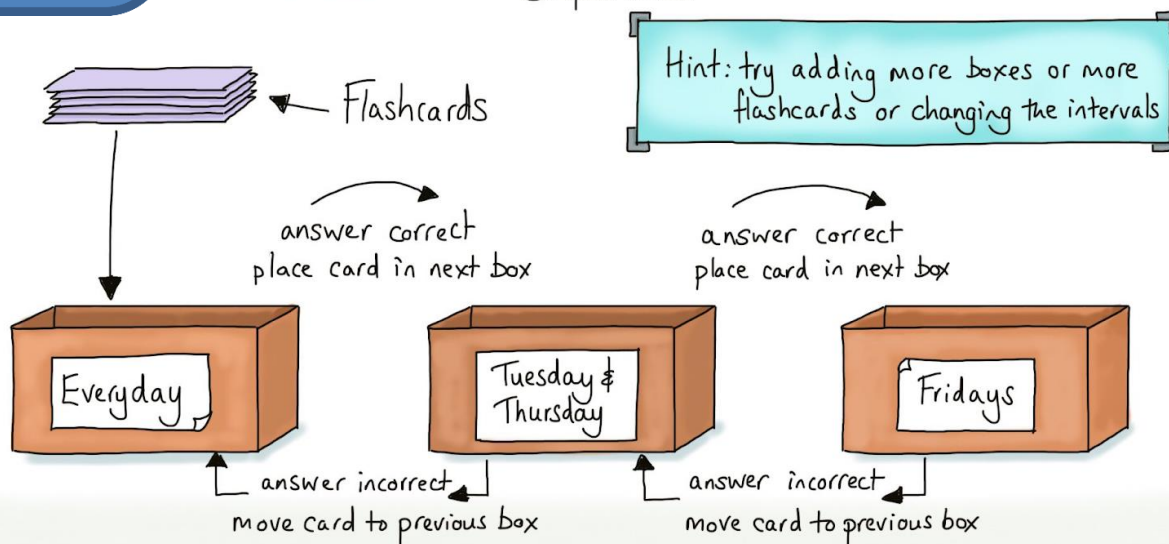 Flashcards
Hint: try adding more boxes or more
flashcards or changing the intervals
answer correct
place card in next box
answer correct
place card in next box
Everyday
Tuesday &
Thursday
Fridays
answer incorrect
move card to previous box
answer incorrect
move card to previous box